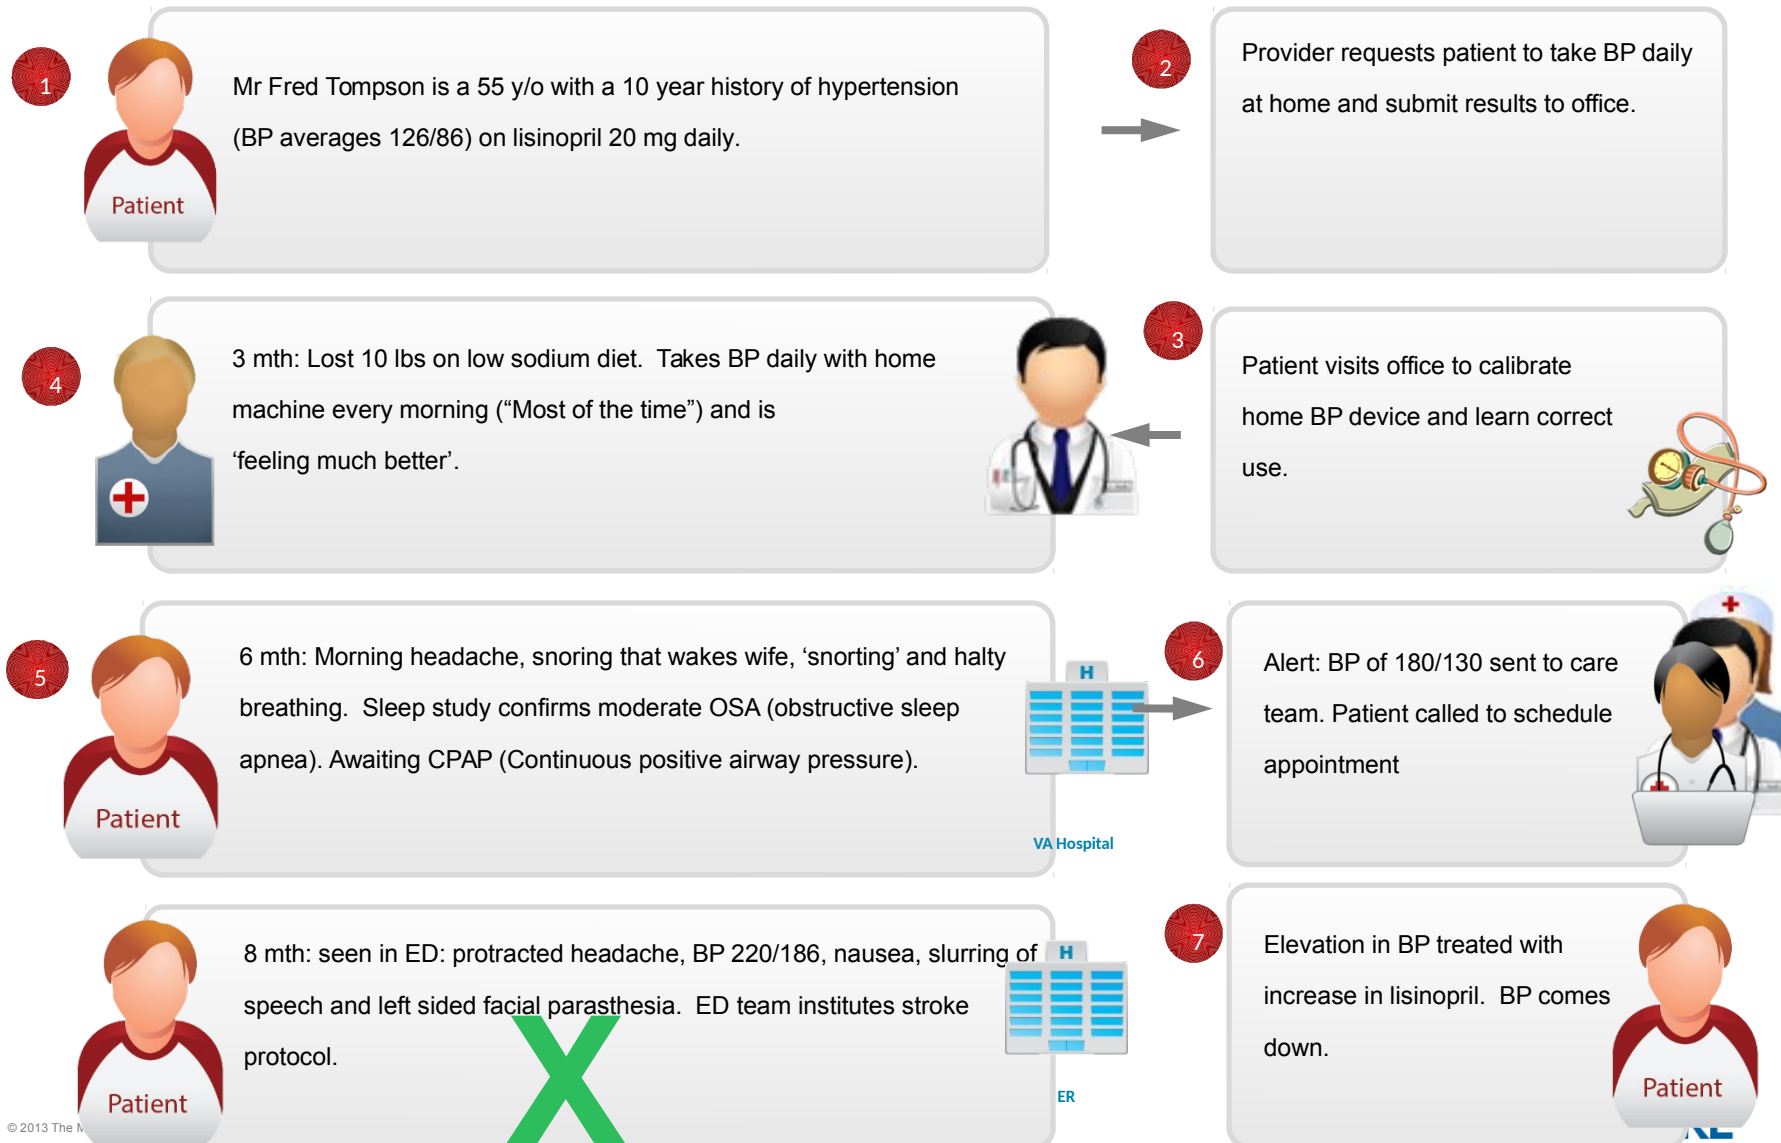 1
Mr Fred Tompson is a 55 y/o with a 10 year history of hypertension
(BP averages 126/86) on lisinopril 20 mg daily.
Patient
2
Provider requests patient to take BP daily
at home and submit results to office.
3
Patient visits office to calibrate
home BP device and learn correct
use.
4
3 mth: Lost 10 lbs on low sodium diet.  Takes BP daily with home
machine every morning (“Most of the time”) and is
‘feeling much better’.
5
6 mth: Morning headache, snoring that wakes wife, ‘snorting’ and halty
breathing.  Sleep study confirms moderate OSA (obstructive sleep
apnea). Awaiting CPAP (Continuous positive airway pressure).
Patient
H
VA Hospital
6
Alert: BP of 180/130 sent to care
team. Patient called to schedule
appointment
7
Elevation in BP treated with
increase in lisinopril.  BP comes
down.
Patient
8 mth: seen in ED: protracted headache, BP 220/186, nausea, slurring of
speech and left sided facial parasthesia.  ED team institutes stroke
protocol.
Patient
H
ER
X
© 2013 The